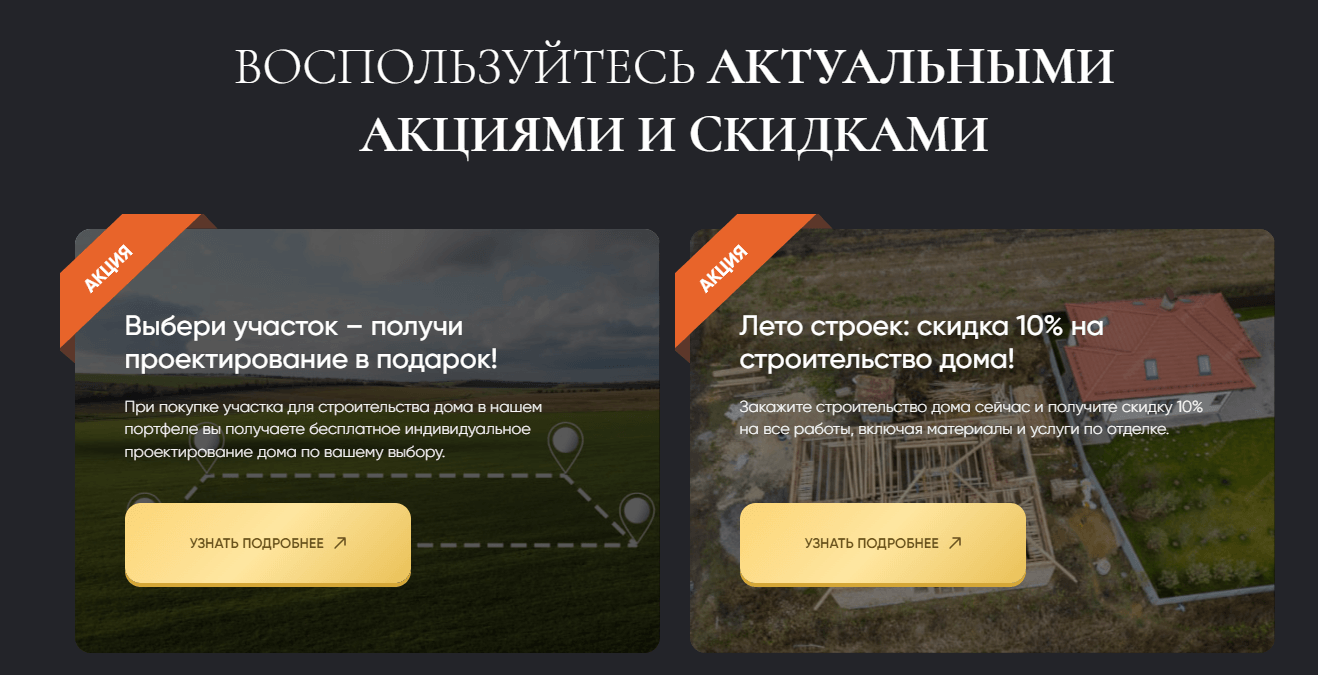 ВОСПОЛЬЗУЙТЕСЬ АКТУАЛЬНЫМИ
АКЦИЯМИ И СКИДКАМИ
АКЦИЯ
Выбери участок – получи
проектирование в подарок!
При покупке участка для строительства дома в нашем
портфеле вы получаете бесплатное индивидуальное
проектирование дома по вашему выбору.
УЗНАТЬ ПОДРОБНЕЕ
АКЦИЯ
Лето строек: скидка 10% на
строительство дома!
Закажите строительство дома сейчас и получите скидку 10%
на все работы, включая материалы и услуги по отделке.
УЗНАТЬ ПОДРОБНЕЕ